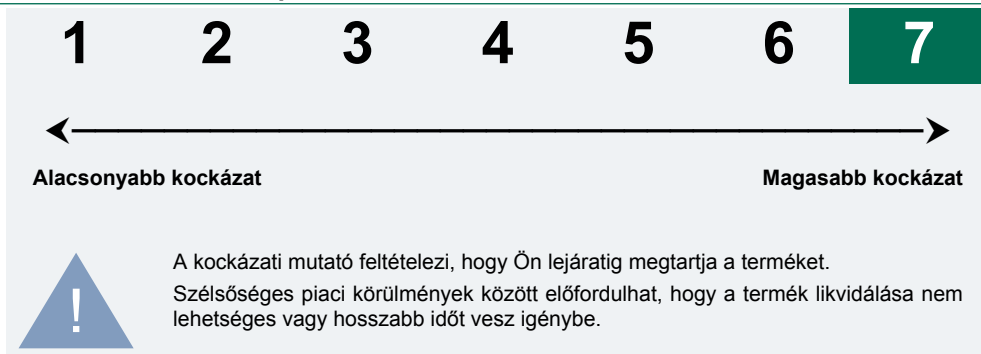 1 2 3 4 5 6 7
Alacsonyabb kockázat Magasabb kockázat
A kockázati mutató feltételezi, hogy Ön lejáratig megtartja a terméket.
Szélsőséges piaci körülmények között előfordulhat, hogy a termék likvidálása nem
lehetséges vagy hosszabb időt vesz igénybe.
!